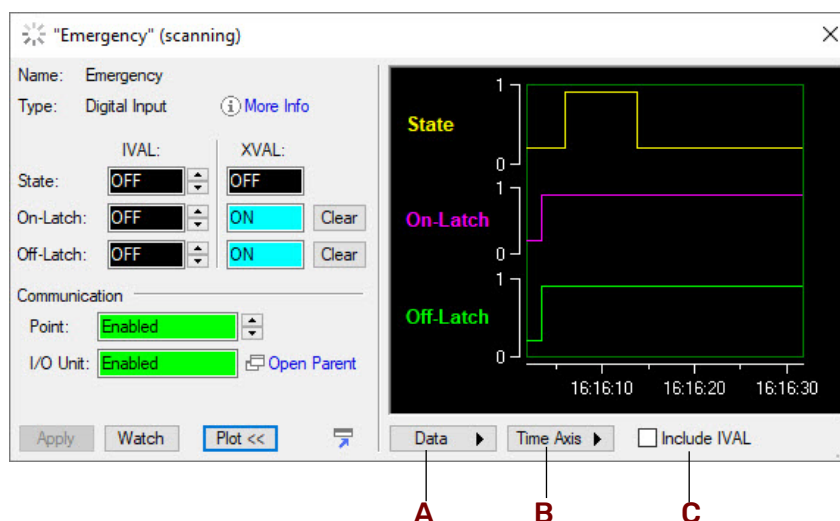 "Emergency" (scanning)
Name: Emergency
Type: Digital Input More Info
IVAL: XVAL:
State: OFF OFF
On-Latch: OFF ON Clear
Off-Latch: OFF ON Clear
Communication
Point: Enabled
I/O Unit: Enabled Open Parent
Apply Watch Plot <<
State
1
0
On-Latch
1
0
Off-Latch
1
0
16:16:10 16:16:20 16:16:30
Data Time Axis Include IVAL
A B C